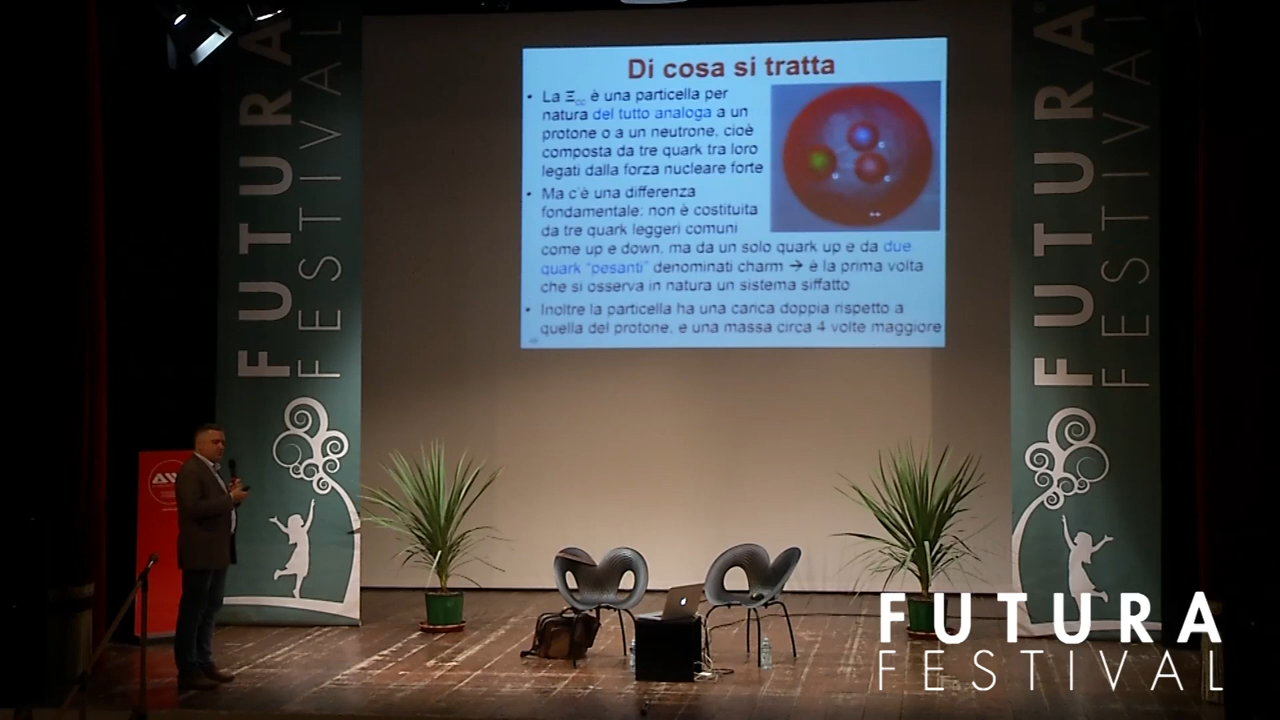 FUTURA
FESTIVAL
Di cosa si tratta
• La Ξcc è una particella per
natura del tutto analoga a un
protone o a un neutrone, cioè
composta da tre quark tra loro
legati dalla forza nucleare forte
• Ma c'è una differenza
fondamentale: non è costituita
da tre quark leggeri comuni
come up e down, ma da un solo quark up e da due
quark "pesanti" denominati charm → è la prima volta
che si osserva in natura un sistema siffatto
• Inoltre la particella ha una carica doppia rispetto a
quella del protone, e una massa circa 4 volte maggiore
FUTURA
FESTIVAL
FUTURA
FESTIVAL